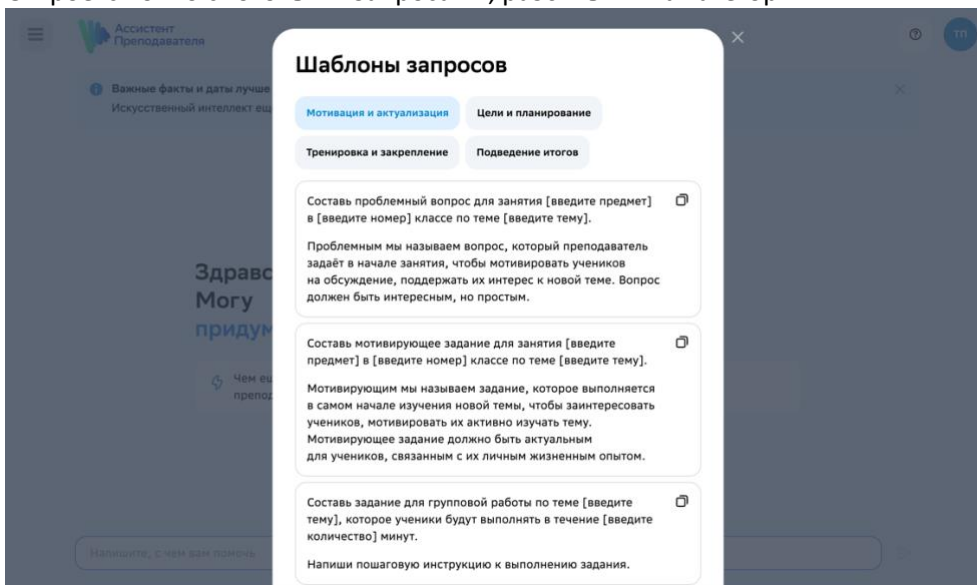 Ассистент
Преподавателя
ТП
Важные факты и даты лучше
Искусственный интеллект ещ
Здравс
Могу
придум
Чем ещ
препод
Напишите, с чем вам помочь
Шаблоны запросов
Мотивация и актуализация
Цели и планирование
Тренировка и закрепление
Подведение итогов
Составь проблемный вопрос для занятия [введите предмет]
в [введите номер] классе по теме [введите тему].
Проблемным мы называем вопрос, который преподаватель
задаёт в начале занятия, чтобы мотивировать учеников
на обсуждение, поддержать их интерес к новой теме. Вопрос
должен быть интересным, но простым.
Составь мотивирующее задание для занятия [введите
предмет] в [введите номер] классе по теме [введите тему].
Мотивирующим мы называем задание, которое выполняется
в самом начале изучения новой темы, чтобы заинтересовать
учеников, мотивировать их активно изучать тему.
Мотивирующее задание должно быть актуальным
для учеников, связанным с их личным жизненным опытом.
Составь задание для групповой работы по теме [введите
тему], которое ученики будут выполнять в течение [введите
количество] минут.
Напиши пошаговую инструкцию к выполнению задания.